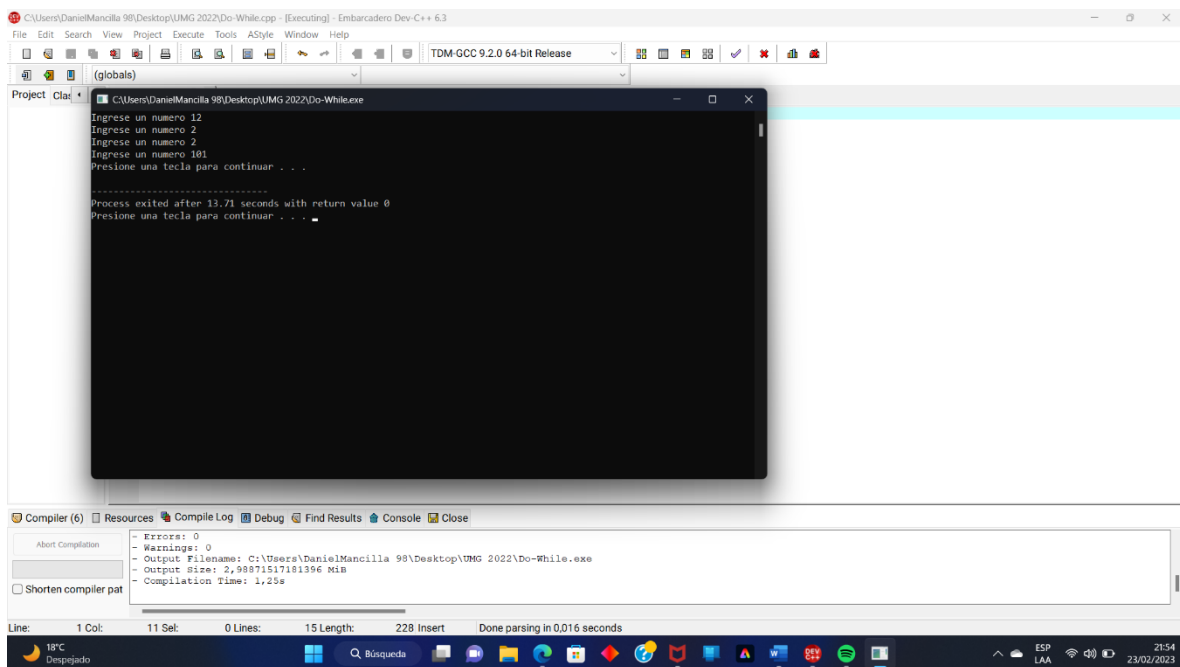 C:\Users\DanielMancilla 98\Desktop\UMG 2022\Do-While.cpp - [Executing] - Embarcadero Dev-C++ 6.3
File Edit Search View Project Execute Tools AStyle Window Help
TDM-GCC 9.2.0 64-bit Release
(globals)
Project Clas
C:\Users\DanielMancilla 98\Desktop\UMG 2022\Do-While.exe
Ingrese un numero 12
Ingrese un numero 2
Ingrese un numero 2
Ingrese un numero 101
Presione una tecla para continuar . . .
--------------------------------
Process exited after 13.71 seconds with return value 0
Presione una tecla para continuar . . .
Compiler (6) Resources Compile Log Debug Find Results Console Close
Abort Compilation
Shorten compiler pat
- Errors: 0
- Warnings: 0
- Output Filename: C:\Users\DanielMancilla 98\Desktop\UMG 2022\Do-While.exe
- Output Size: 2,98871517181396 MiB
- Compilation Time: 1,25s
Line: 1 Col: 11 Sel: 0 Lines: 15 Length: 228 Insert Done parsing in 0,016 seconds
18°C
Despejado
Búsqueda
DEV
ESP
LAA
21:54
23/02/2023